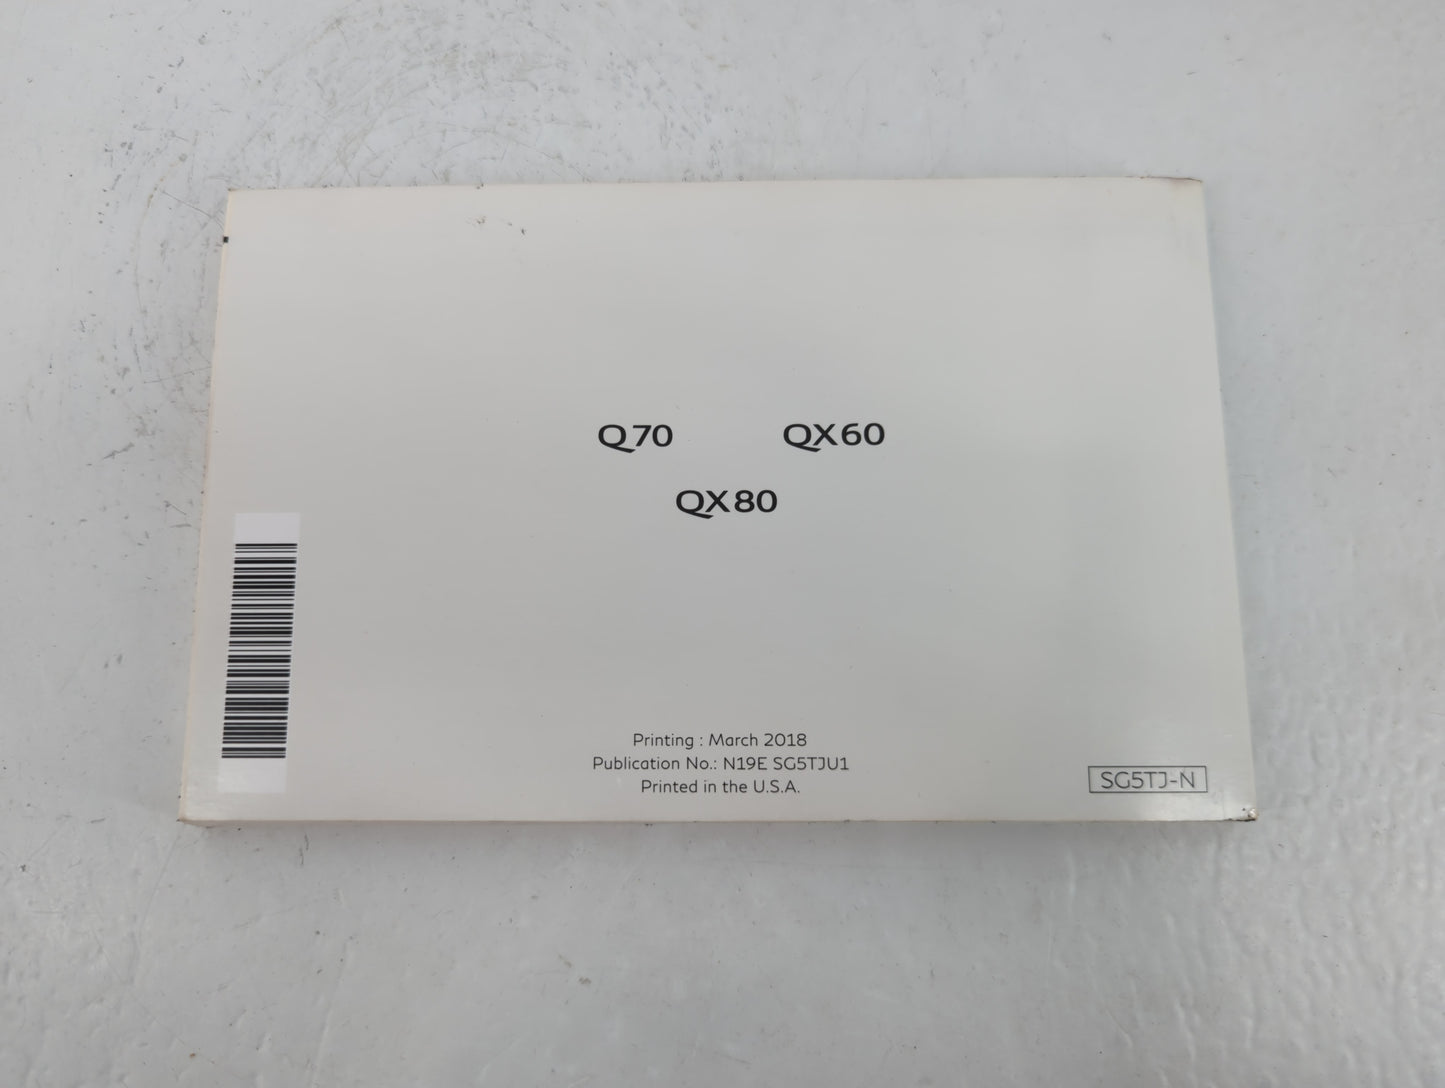 Q70 QX60
QX80
Printing : March 2018
Publication No.: N19E SG5TJU1
Printed in the U.S.A.
SG5TJ-N